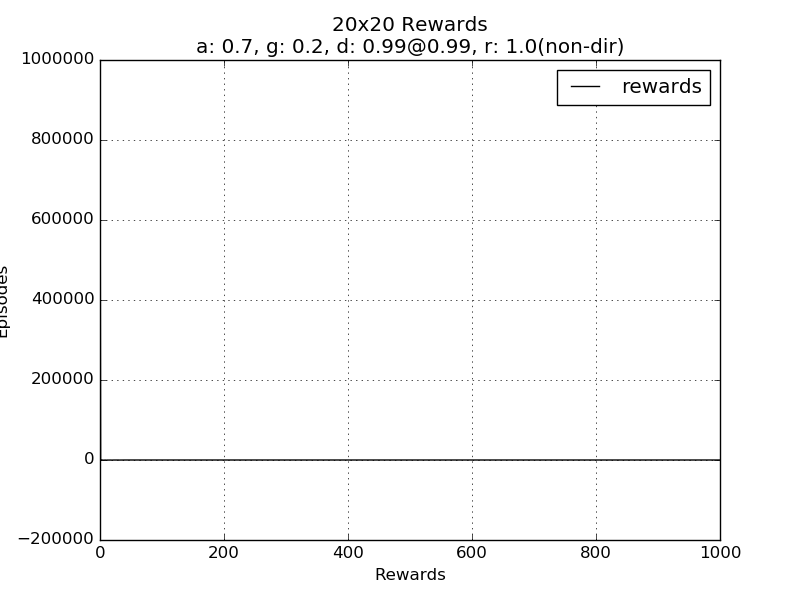 20x20 Rewards
a: 0.7, g: 0.2, d: 0.99@0.99, r: 1.0(non-dir)
1000000
rewards
800000
600000
400000
Episodes
200000
0
−200000
0 200 400 600 800 1000
Rewards